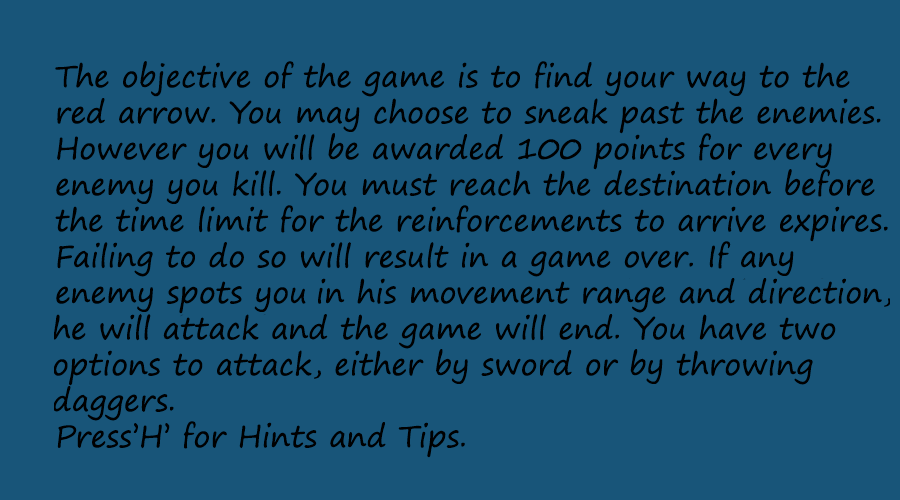 The objective of the game is to find your way to the
red arrow. You may choose to sneak past the enemies.
However you will be awarded 100 points for every
enemy you kill. You must reach the destination before
the time limit for the reinforcements to arrive expires.
Failing to do so will result in a game over. If any
enemy spots you in his movement range and direction,
he will attack and the game will end. You have two
options to attack, either by sword or by throwing
daggers.
Press'H' for Hints and Tips.